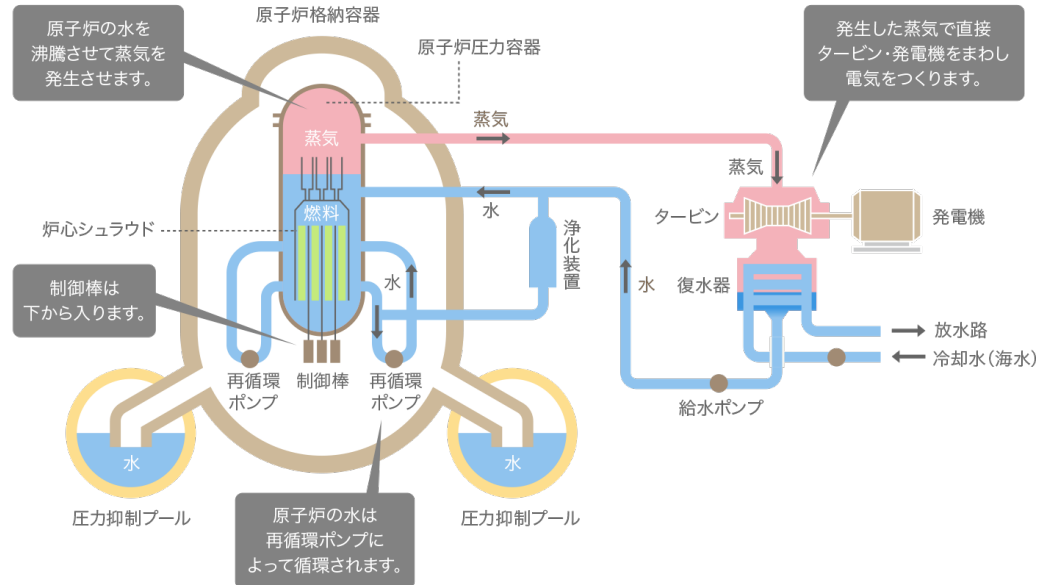 原子炉格納容器
原子炉の水を
沸騰させて蒸気を
発生させます。
原子炉圧力容器
発生した蒸気で直接
タービン・発電機をまわし
電気をつくります。
蒸気
蒸気
蒸気
水
燃料
タービン
発電機
炉心シュラウド
浄化装置
制御棒は
下から入ります。
水
水
復水器
放水路
冷却水（海水）
再循環
ポンプ
制御棒
再循環
ポンプ
給水ポンプ
水
水
圧力抑制プール
圧力抑制プール
原子炉の水は
再循環ポンプに
よって循環されます。